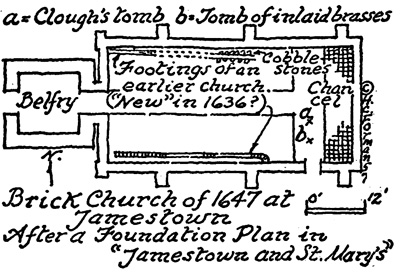 a = Clough's tomb b = Tomb of inlaid brasses
Cobble-
(Footings of an stones
earlier church
("New" in 1636?)
Belfry
Chan
cel
a x
b x
N.
Brick Church of 1647 at
Jamestown
After a Foundation Plan in
"Jamestown and St. Mary's"
0' 12'